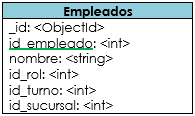 Empleados
_id: <ObjectId>
id_empleado: <int>
nombre: <string>
id_rol: <int>
id_turno: <int>
id_sucursal: <int>